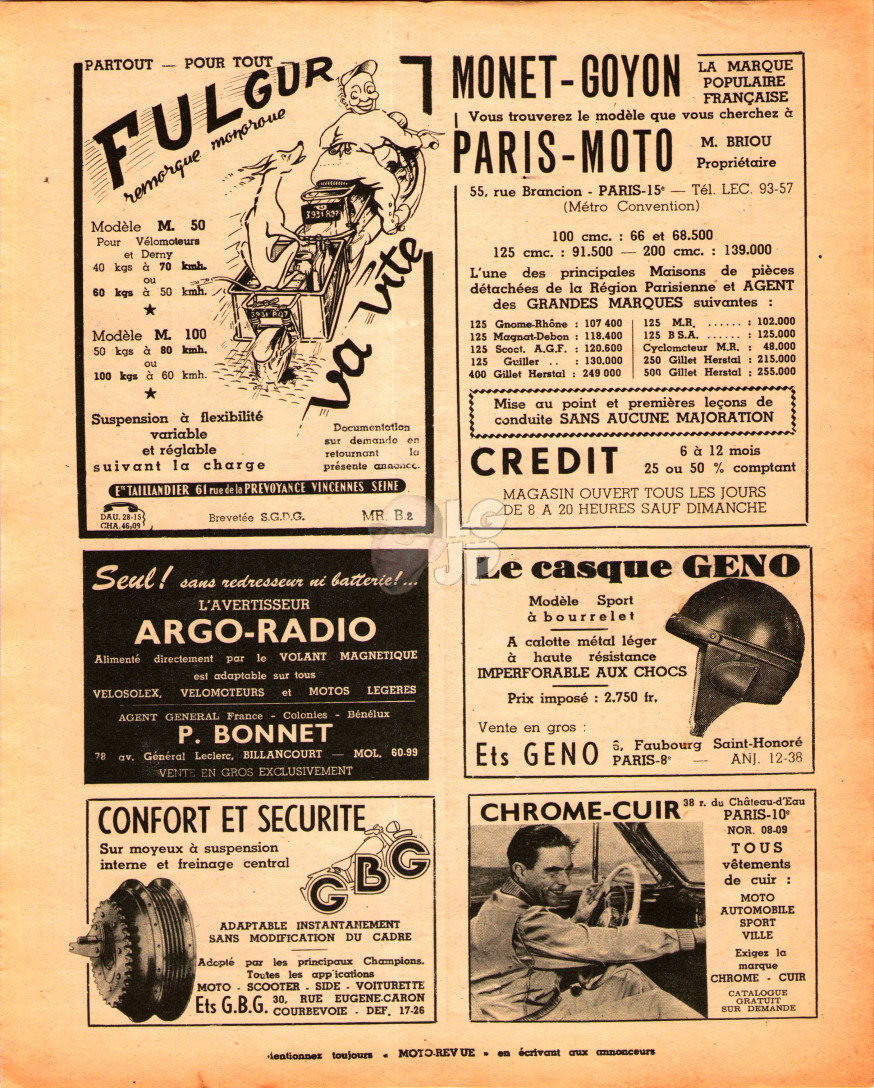 PARTOUT — POUR TOUT
FULGUR
remorque monoroue
3931 RO7
3931 RO7
va vite
Modèle M. 50
Pour Vélomoteurs
et Derny
40 kgs à 70 kmh.
ou
60 kgs à 50 kmh.
★
Modèle M. 100
50 kgs à 80 kmh.
ou
100 kgs à 60 kmh.
★
Suspension à flexibilité
variable
et réglable
suivant la charge
Documentation
sur demande en
retournant la
présente annonce.
Ets TAILLANDIER 61 rue de la PREVOYANCE VINCENNES SEINE
DAU. 28-15
CHA. 46-09
Brevetée S.G.D.G.
MR. B.2
MONET-GOYON
LA MARQUE
POPULAIRE
FRANÇAISE
Vous trouverez le modèle que vous cherchez à
PARIS-MOTO
M. BRIOU
Propriétaire
55, rue Brancion - PARIS-15e — Tél. LEC. 93-57
(Métro Convention)
100 cmc. : 66 et 68.500
125 cmc. : 91.500 — 200 cmc. : 139.000
L'une des principales Maisons de pièces
détachées de la Région Parisienne et AGENT
des GRANDES MARQUES suivantes :
125 Gnome-Rhône : 107 400
125 Magnat-Debon : 118.400
125 Scoct. A.G.F. : 120.600
125 Guiller .. : 130.000
400 Gillet Herstal : 249 000
125 M.R. ...... : 102.000
125 B S.A. ...... : 125.000
Cyclomcteur M.R. : 48.000
250 Gillet Herstal : 215.000
500 Gillet Herstal : 255.000
Mise au point et premières leçons de
conduite SANS AUCUNE MAJORATION
CREDIT
6 à 12 mois
25 ou 50 % comptant
MAGASIN OUVERT TOUS LES JOURS
DE 8 A 20 HEURES SAUF DIMANCHE
Seul! sans redresseur ni batterie!...
L'AVERTISSEUR
ARGO-RADIO
Alimenté directement par le VOLANT MAGNETIQUE
est adaptable sur tous
VELOSOLEX, VELOMOTEURS et MOTOS LEGERES
AGENT GENERAL France - Colonies - Bénélux
P. BONNET
78 av. Général Leclerc, BILLANCOURT — MOL. 60-99
VENTE EN GROS EXCLUSIVEMENT
Le casque GENO
Modèle Sport
à bourrelet
A calotte métal léger
à haute résistance
IMPERFORABLE AUX CHOCS
Prix imposé : 2.750 fr.
Vente en gros :
Ets GENO
6, Faubourg Saint-Honoré
PARIS-8e — ANJ. 12-38
CONFORT ET SECURITE
Sur moyeux à suspension
interne et freinage central
GBG
ADAPTABLE INSTANTANEMENT
SANS MODIFICATION DU CADRE
Adopté par les principaux Champions.
Toutes les app'ications
MOTO - SCOOTER - SIDE - VOITURETTE
Ets G.B.G. 30, RUE EUGENE-CARON
COURBEVOIE - DEF. 17-26
CHROME-CUIR
38 r. du Château-d'Eau
PARIS-10e
NOR. 08-09
TOUS
vêtements
de cuir :
MOTO
AUTOMOBILE
SPORT
VILLE
Exigez la
marque
CHROME - CUIR
CATALOGUE
GRATUIT
SUR DEMANDE
Mentionnez toujours « MOTO-REVUE » en écrivant aux annonceurs